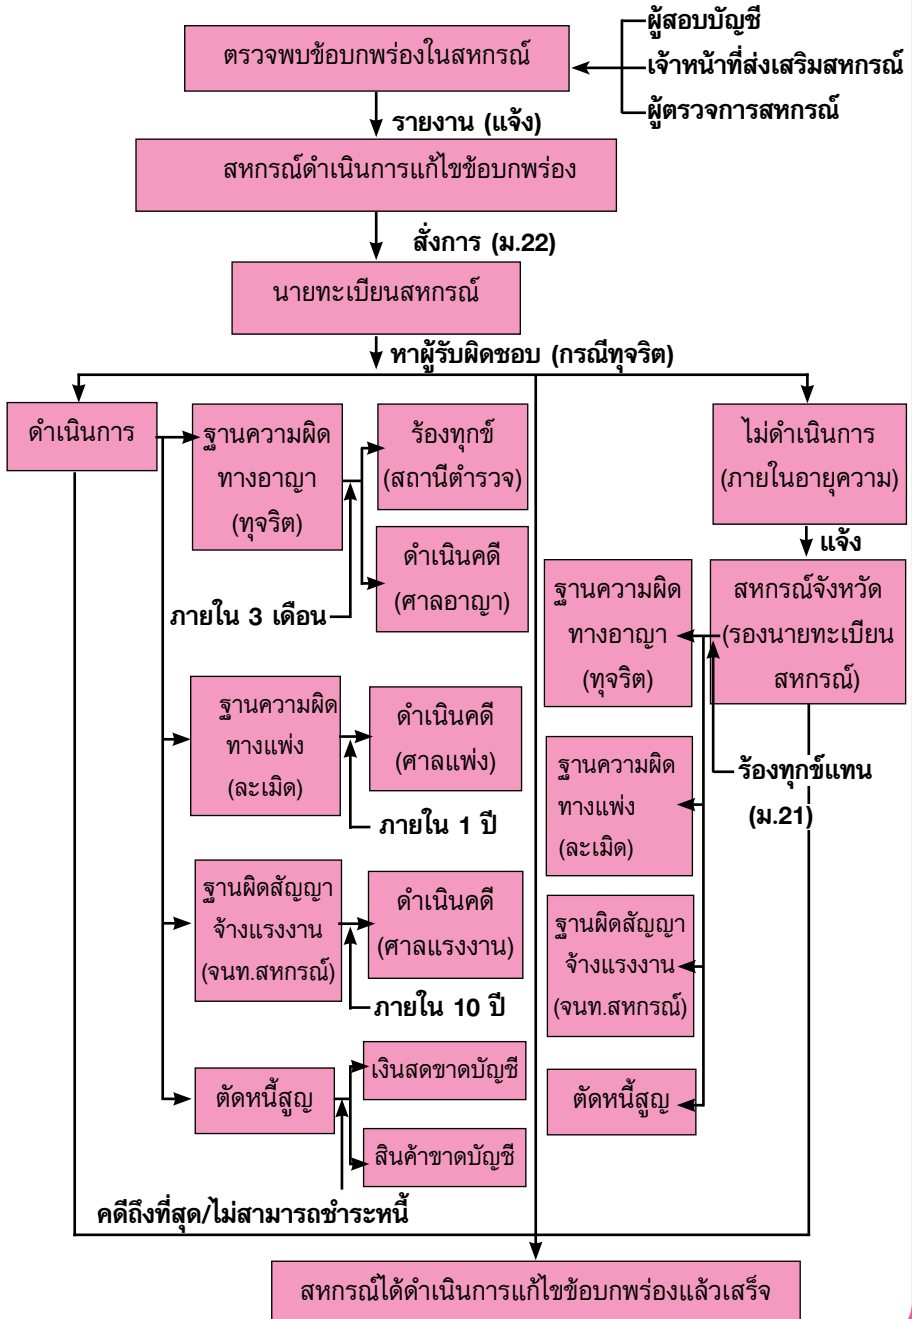 ผู้สอบบัญชี
ตรวจพบข้อบกพร่องในสหกรณ์
เจ้าหน้าที่ส่งเสริมสหกรณ์
ผู้ตรวจการสหกรณ์
รายงาน (แจ้ง)
สหกรณ์ดำเนินการแก้ไขข้อบกพร่อง
สั่งการ (ม.22)
นายทะเบียนสหกรณ์
หาผู้รับผิดชอบ (กรณีทุจริต)
ดำเนินการ
ฐานความผิด
ทางอาญา
(ทุจริต)
ร้องทุกข์
(สถานีตำรวจ)
ดำเนินคดี
(ศาลอาญา)
ภายใน 3 เดือน
ฐานความผิด
ทางแพ่ง
(ละเมิด)
ดำเนินคดี
(ศาลแพ่ง)
ภายใน 1 ปี
ฐานผิดสัญญา
จ้างแรงงาน
(จนท.สหกรณ์)
ดำเนินคดี
(ศาลแรงงาน)
ภายใน 10 ปี
ตัดหนี้สูญ
เงินสดขาดบัญชี
สินค้าขาดบัญชี
คดีถึงที่สุด/ไม่สามารถชำระหนี้
ไม่ดำเนินการ
(ภายในอายุความ)
แจ้ง
สหกรณ์จังหวัด
(รองนายทะเบียน
สหกรณ์)
ร้องทุกข์แทน
(ม.21)
ฐานความผิด
ทางอาญา
(ทุจริต)
ฐานความผิด
ทางแพ่ง
(ละเมิด)
ฐานผิดสัญญา
จ้างแรงงาน
(จนท.สหกรณ์)
ตัดหนี้สูญ
สหกรณ์ได้ดำเนินการแก้ไขข้อบกพร่องแล้วเสร็จ